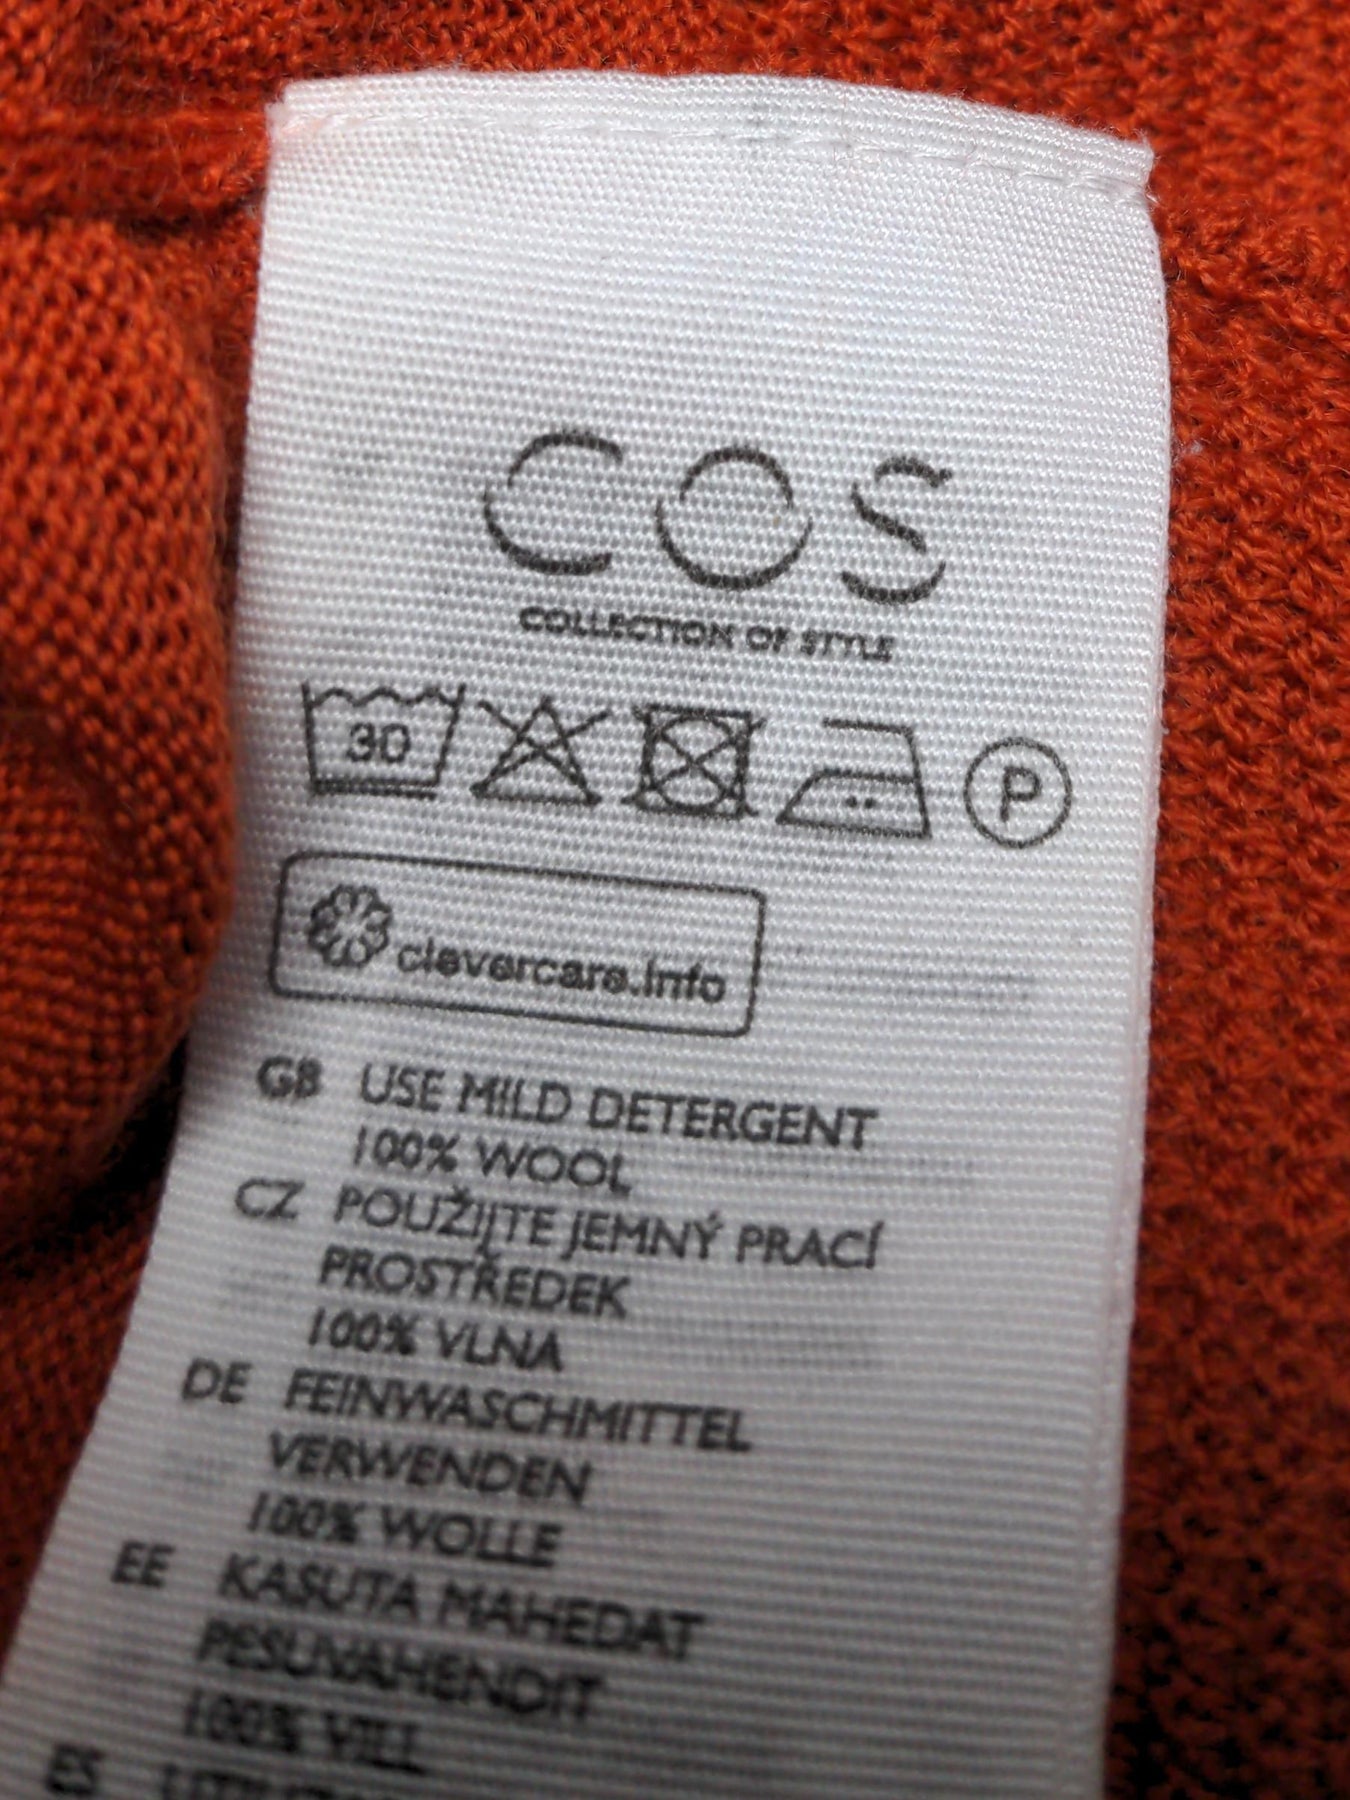 COS
COLLECTION OF STYLE
30
P
clevercare.info
GB USE MILD DETERGENT
100% WOOL
CZ POUŽIJTE JEMNÝ PRACÍ
PROSTŘEDEK
100% VLNA
DE FEINWASCHMITTEL
VERWENDEN
100% WOLLE
EE KASUTA MAHEDAT
PESUVAHENDIT
100% VILL
ES